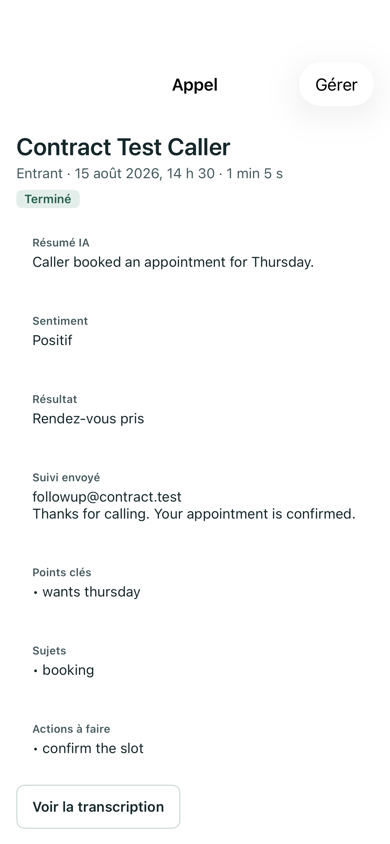 Appel
Gérer
Contract Test Caller
Entrant · 15 août 2026, 14 h 30 · 1 min 5 s
Terminé
Résumé IA
Caller booked an appointment for Thursday.
Sentiment
Positif
Résultat
Rendez-vous pris
Suivi envoyé
followup@contract.test
Thanks for calling. Your appointment is confirmed.
Points clés
• wants thursday
Sujets
• booking
Actions à faire
• confirm the slot
Voir la transcription